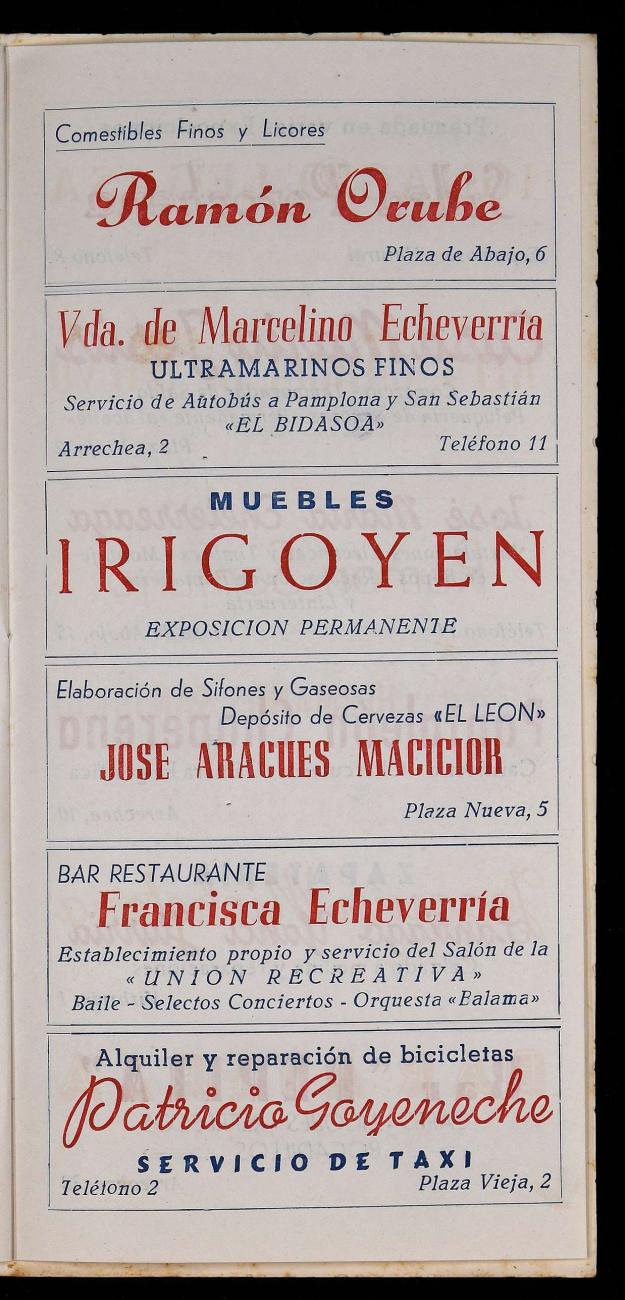 Comestibles Finos y Licores
Ramón Orube
Plaza de Abajo, 6
Vda. de Marcelino Echeverría
ULTRAMARINOS FINOS
Servicio de Autobús a Pamplona y San Sebastián
«EL BIDASOA»
Arrechea, 2 Teléfono 11
MUEBLES
IRIGOYEN
EXPOSICION PERMANENTE
Elaboración de Sifones y Gaseosas
Depósito de Cervezas «EL LEON»
JOSE ARACUES MACICIOR
Plaza Nueva, 5
BAR RESTAURANTE
Francisca Echeverría
Establecimiento propio y servicio del Salón de la
«UNION RECREATIVA»
Baile - Selectos Conciertos - Orquesta «Ealama»
Alquiler y reparación de bicicletas
Patricio Goyeneche
SERVICIO DE TAXI
Teléfono 2 Plaza Vieja, 2